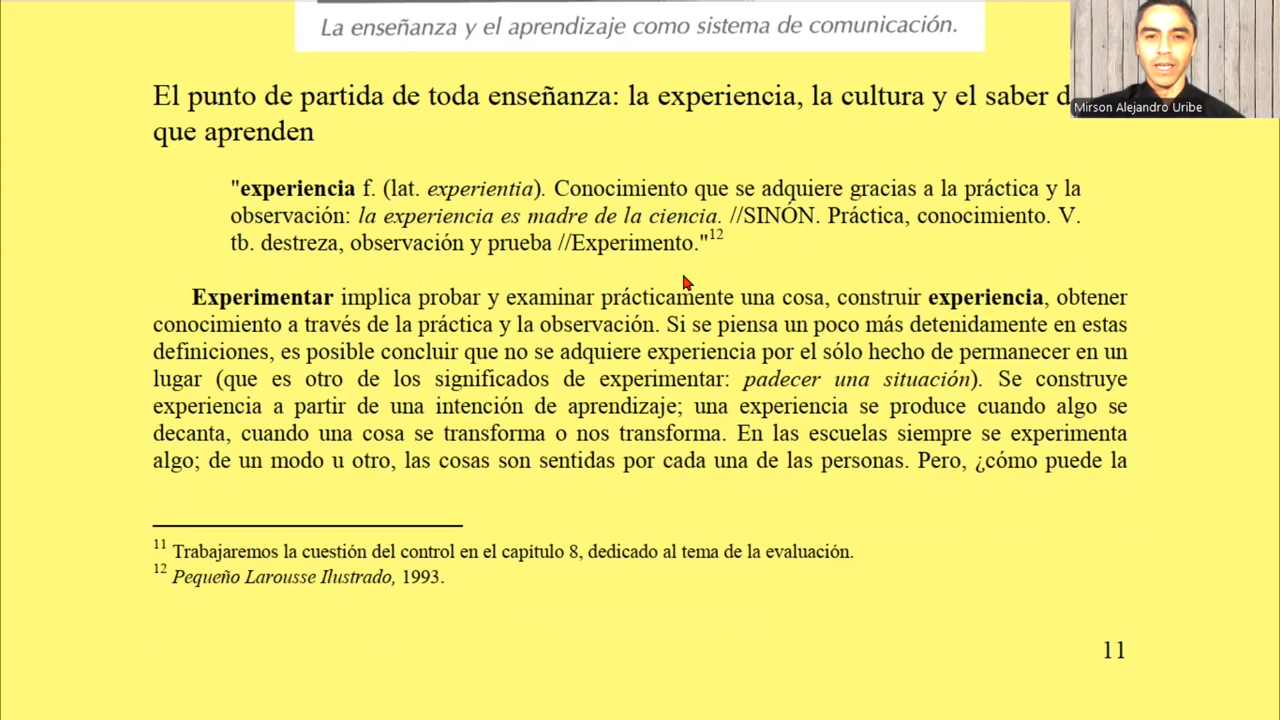 La enseñanza y el aprendizaje como sistema de comunicación.
El punto de partida de toda enseñanza: la experiencia, la cultura y el saber
que aprenden
Mirson Alejandro Uribe
"experiencia f. (lat. experientia). Conocimiento que se adquiere gracias a la práctica y la
observación: la experiencia es madre de la ciencia. //SINÓN. Práctica, conocimiento. V.
tb. destreza, observación y prueba //Experimento."12
Experimentar implica probar y examinar prácticamente una cosa, construir experiencia, obtener
conocimiento a través de la práctica y la observación. Si se piensa un poco más detenidamente en estas
definiciones, es posible concluir que no se adquiere experiencia por el sólo hecho de permanecer en un
lugar (que es otro de los significados de experimentar: padecer una situación). Se construye
experiencia a partir de una intención de aprendizaje; una experiencia se produce cuando algo se
decanta, cuando una cosa se transforma o nos transforma. En las escuelas siempre se experimenta
algo; de un modo u otro, las cosas son sentidas por cada una de las personas. Pero, ¿cómo puede la
11 Trabajaremos la cuestión del control en el capítulo 8, dedicado al tema de la evaluación.
12 Pequeño Larousse Ilustrado, 1993.
11